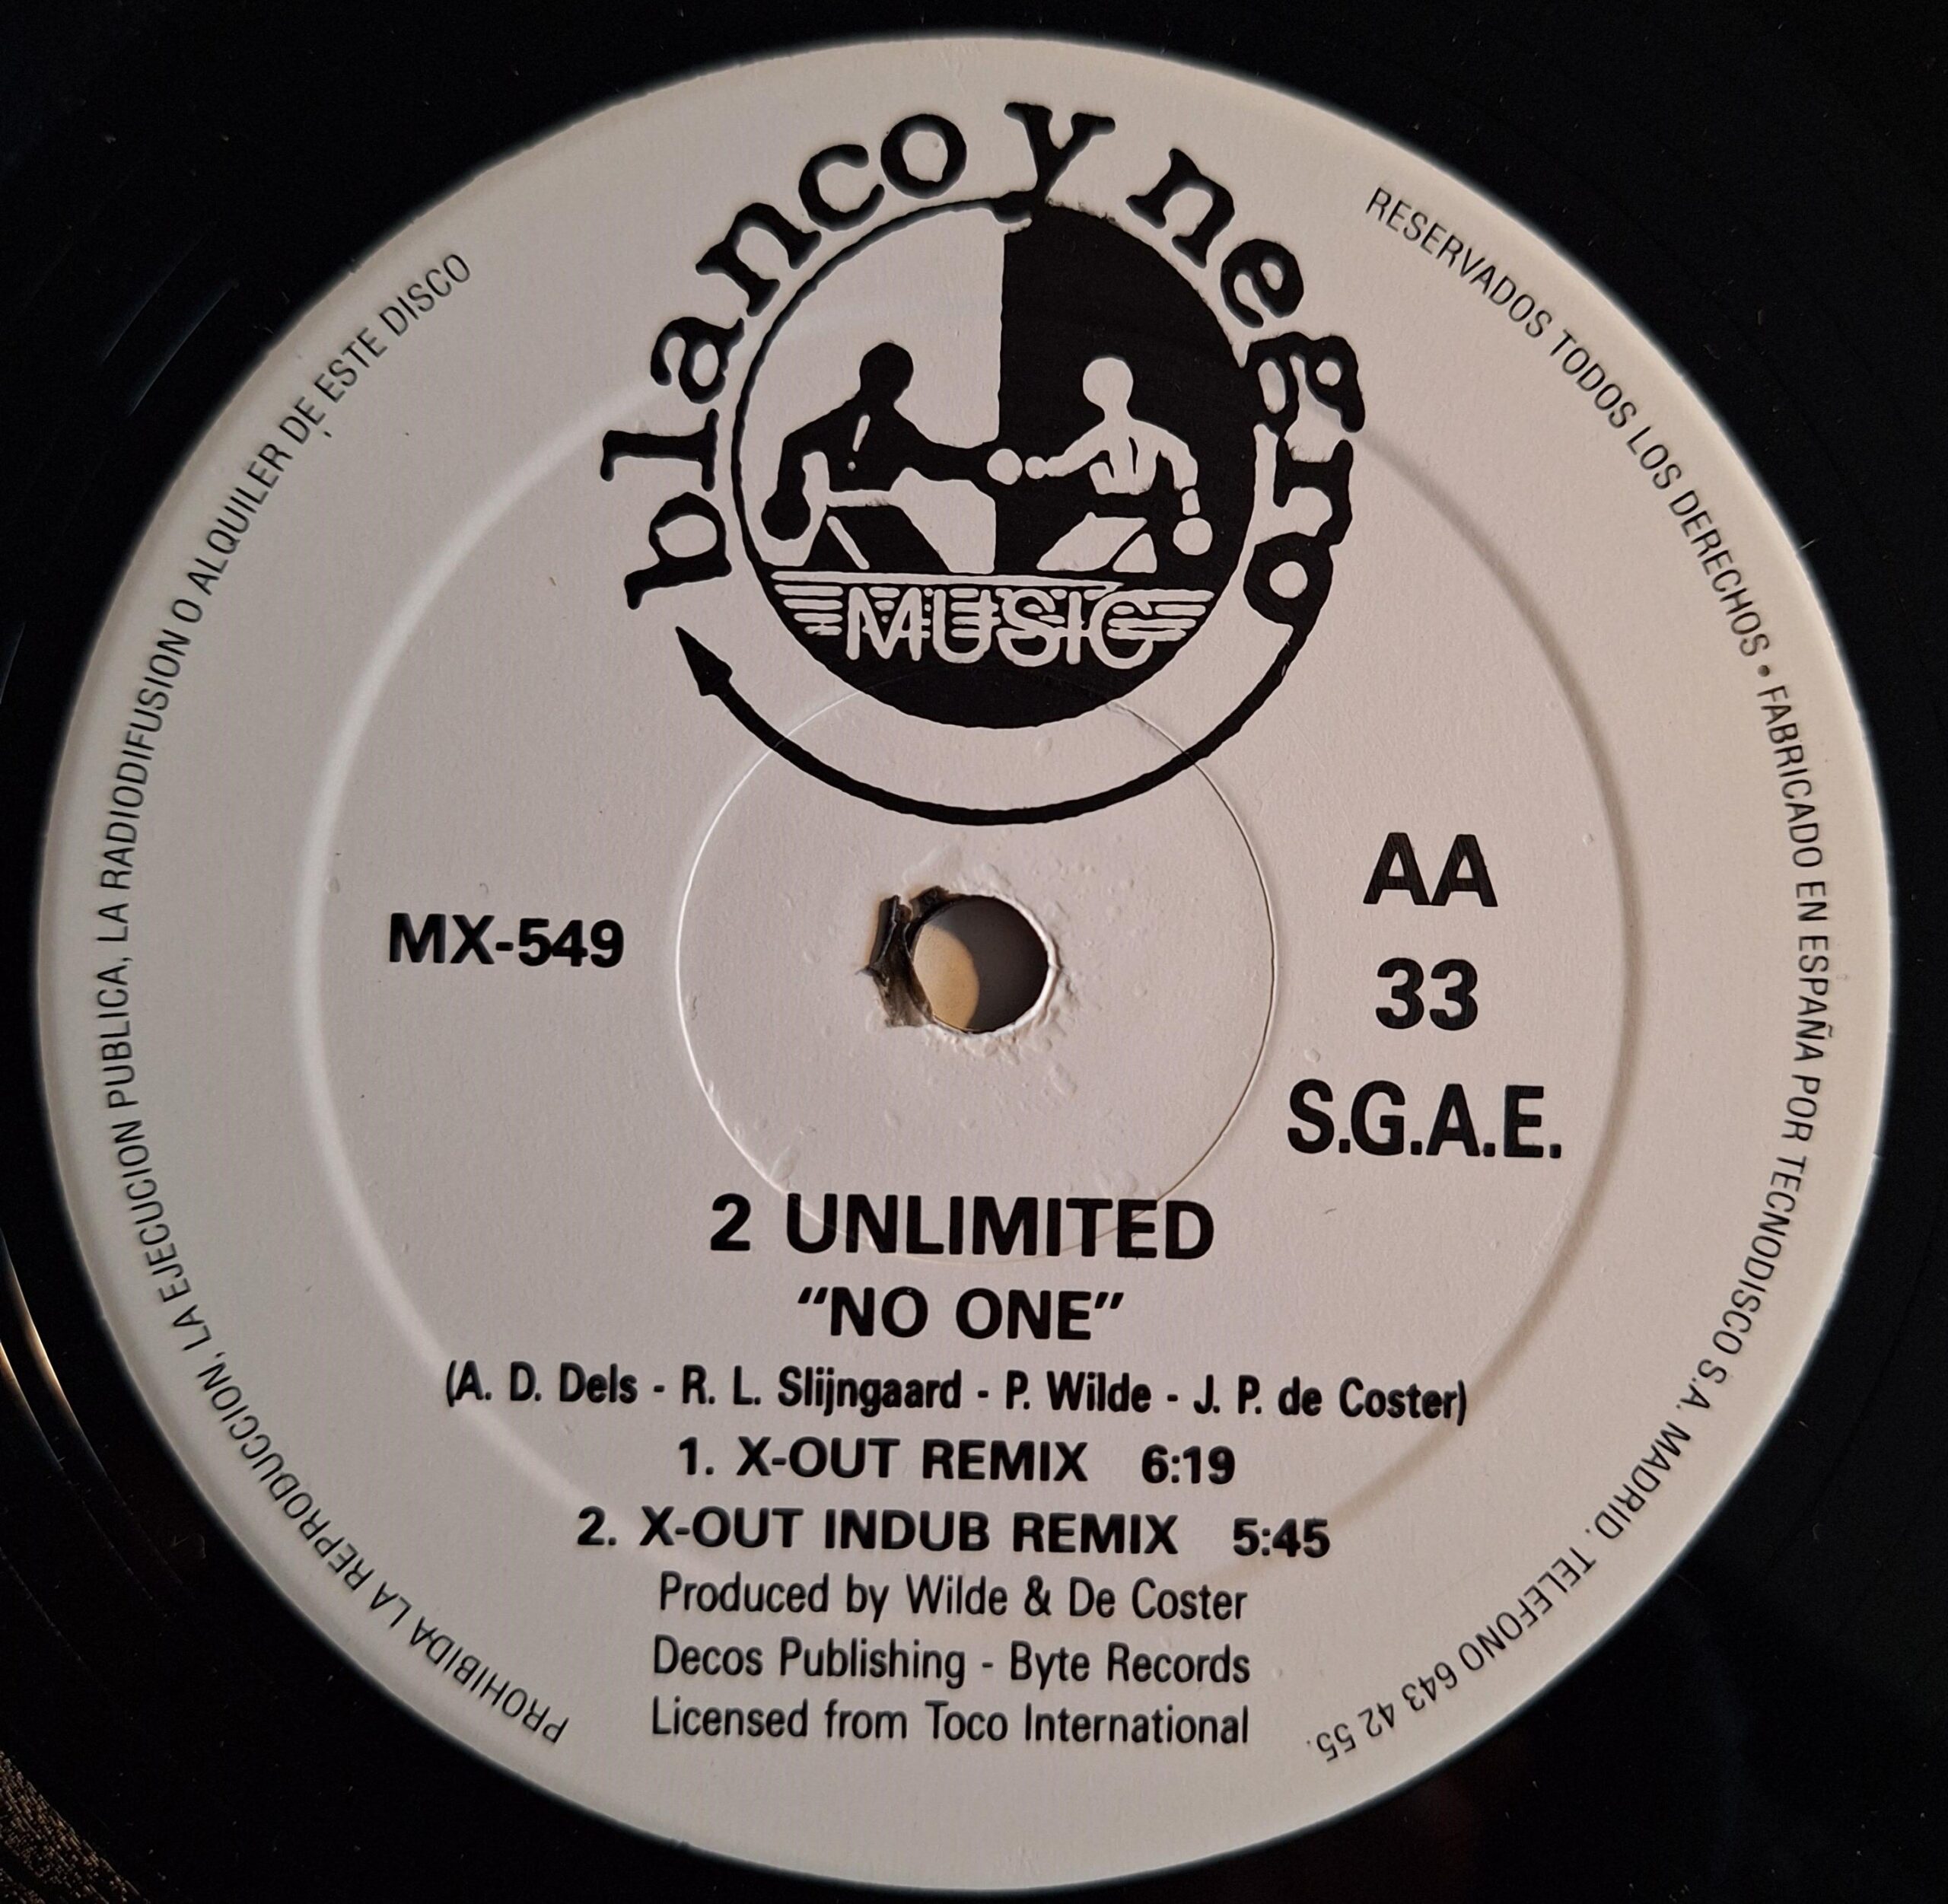 blanco y negro
MUSIC
RESERVADOS TODOS LOS DERECHOS • FABRICADO EN ESPAÑA POR TECNODISCO S.A. MADRID. TELEFONO 643 42 55.
PROHIBIDA LA REPRODUCCION, LA EJECUCION PUBLICA, LA RADIODIFUSION O ALQUILER DE ESTE DISCO
MX-549
AA
33
S.G.A.E.
2 UNLIMITED
“NO ONE”
(A. D. Dels - R. L. Slijngaard - P. Wilde - J. P. de Coster)
1. X-OUT REMIX 6:19
2. X-OUT INDUB REMIX 5:45
Produced by Wilde & De Coster
Decos Publishing - Byte Records
Licensed from Toco International